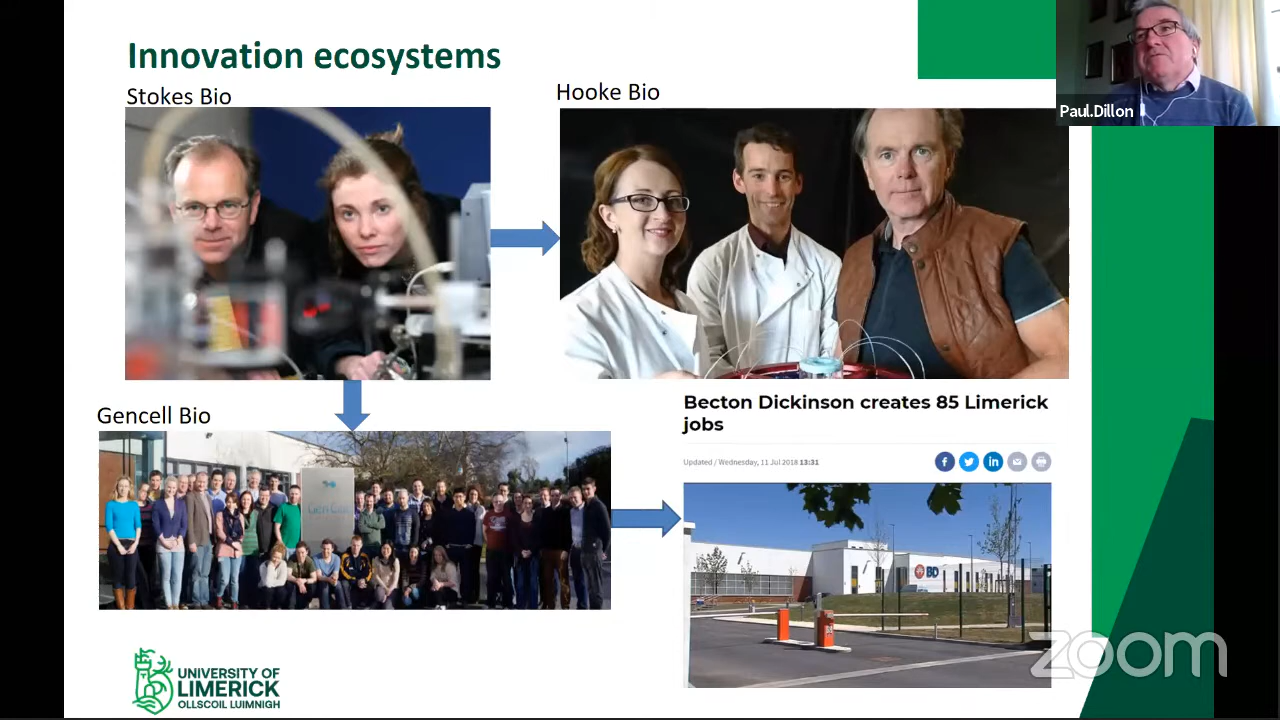 Innovation ecosystems
Stokes Bio
Hooke Bio
Paul.Dillon
Gencell Bio
Becton Dickinson creates 85 Limerick
jobs
Updated / Wednesday, 11 Jul 2018 13:31
BD
UNIVERSITY OF
LIMERICK
OLLSCOIL LUIMNIGH
zoom